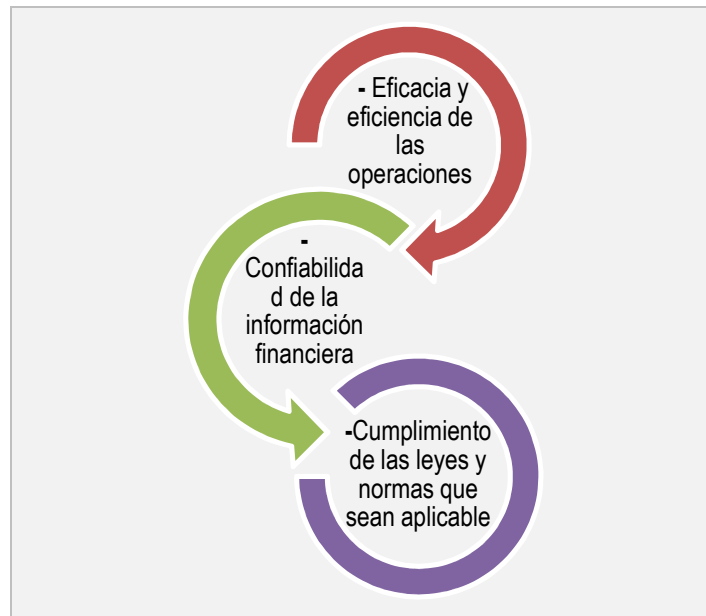 - Eficacia y
eficiencia de
las
operaciones
-
Confiabilida
d de la
información
financiera
-Cumplimiento
de las leyes y
normas que
sean aplicable